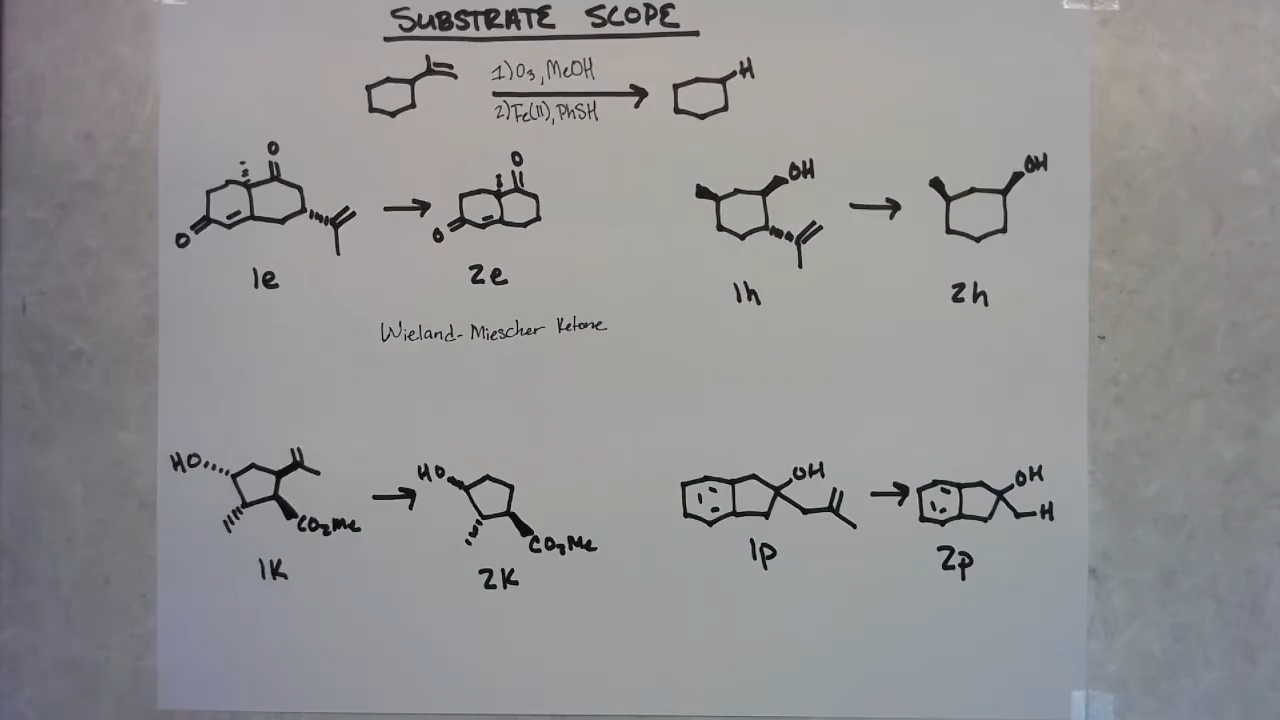 SUBSTRATE SCOPE
1) O₃, MeOH
H
2) Fe(II), PhSH
O
O
OH
OH
O
O
1e
2e
1h
2h
Wieland-Miescher Ketone
HO
HO
OH
OH
H
CO₂Me
CO₂Me
1k
2k
1p
2p